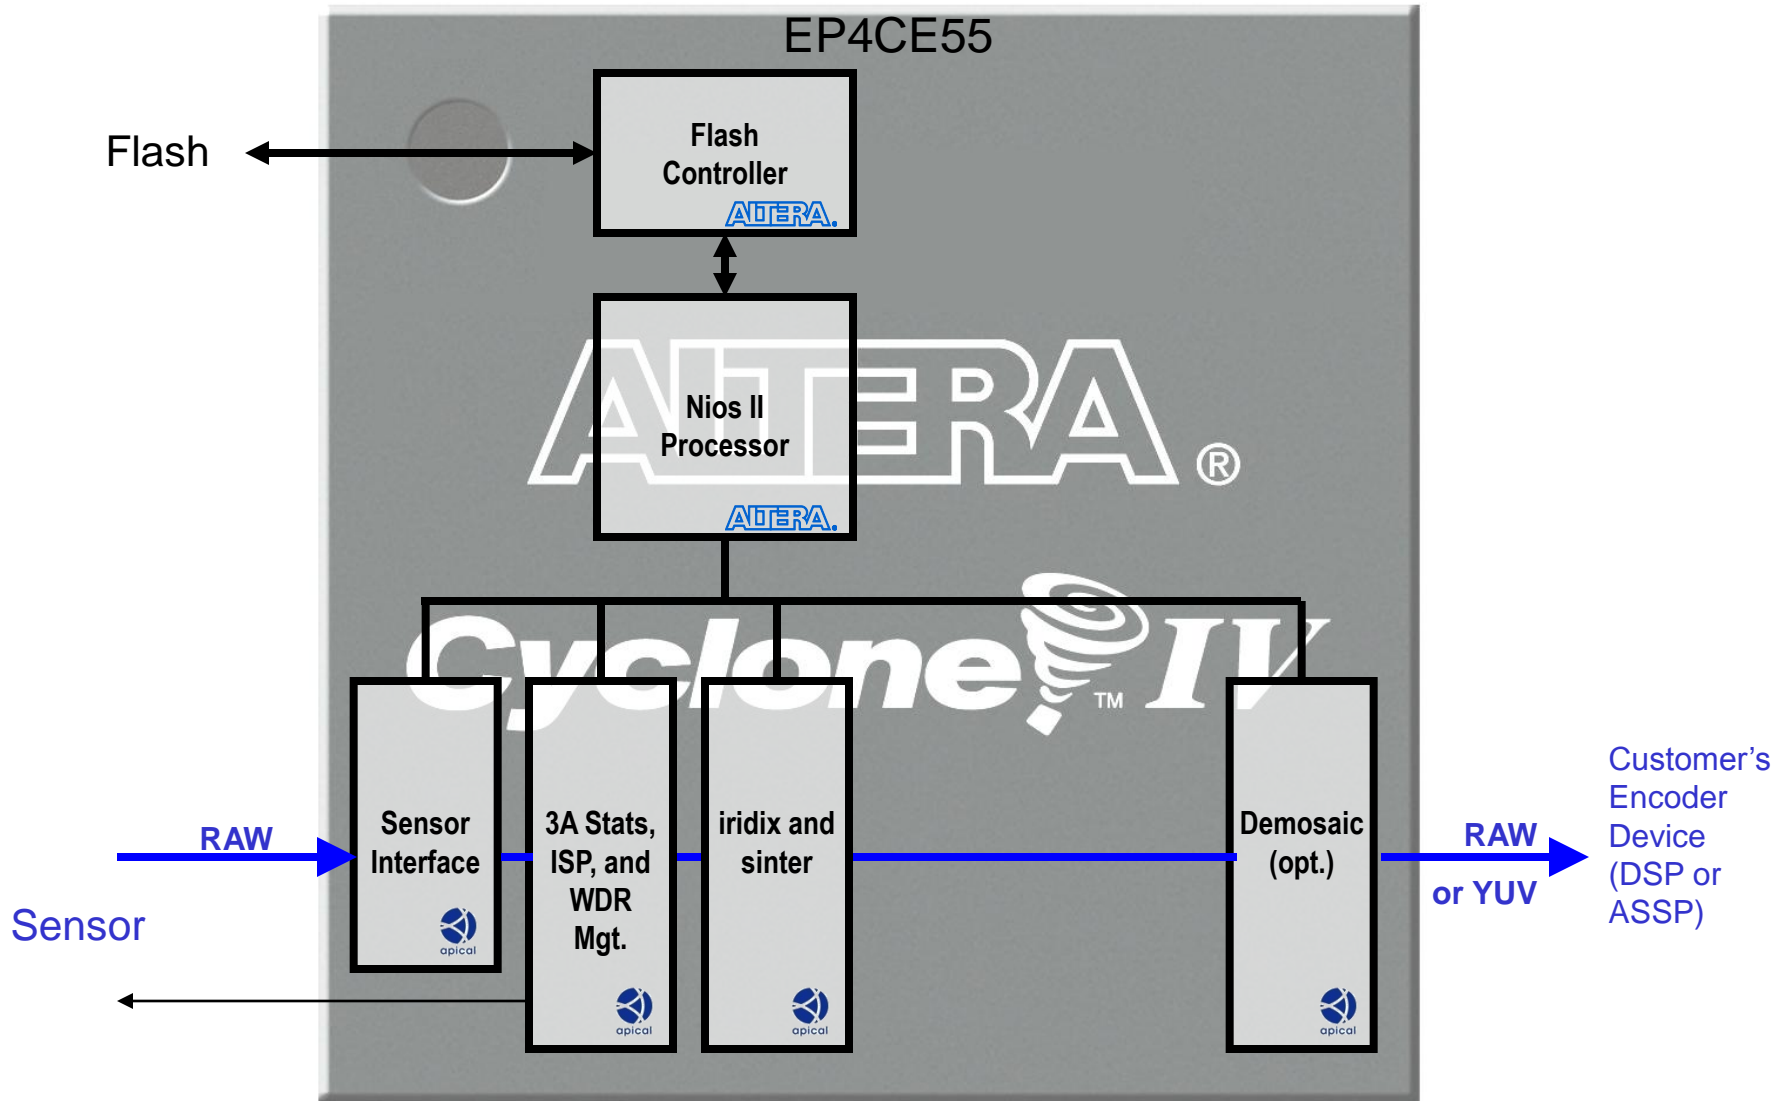 EP4CE55
Flash
Controller
ALTERA.
Flash
Nios II
Processor
ALTERA.
ALTERA®
Cyclone™ IV
RAW
Sensor
Sensor
Interface
apical
3A Stats,
ISP, and
WDR
Mgt.
apical
iridix and
sinter
apical
Demosaic
(opt.)
apical
RAW
or YUV
Customer’s
Encoder
Device
(DSP or
ASSP)